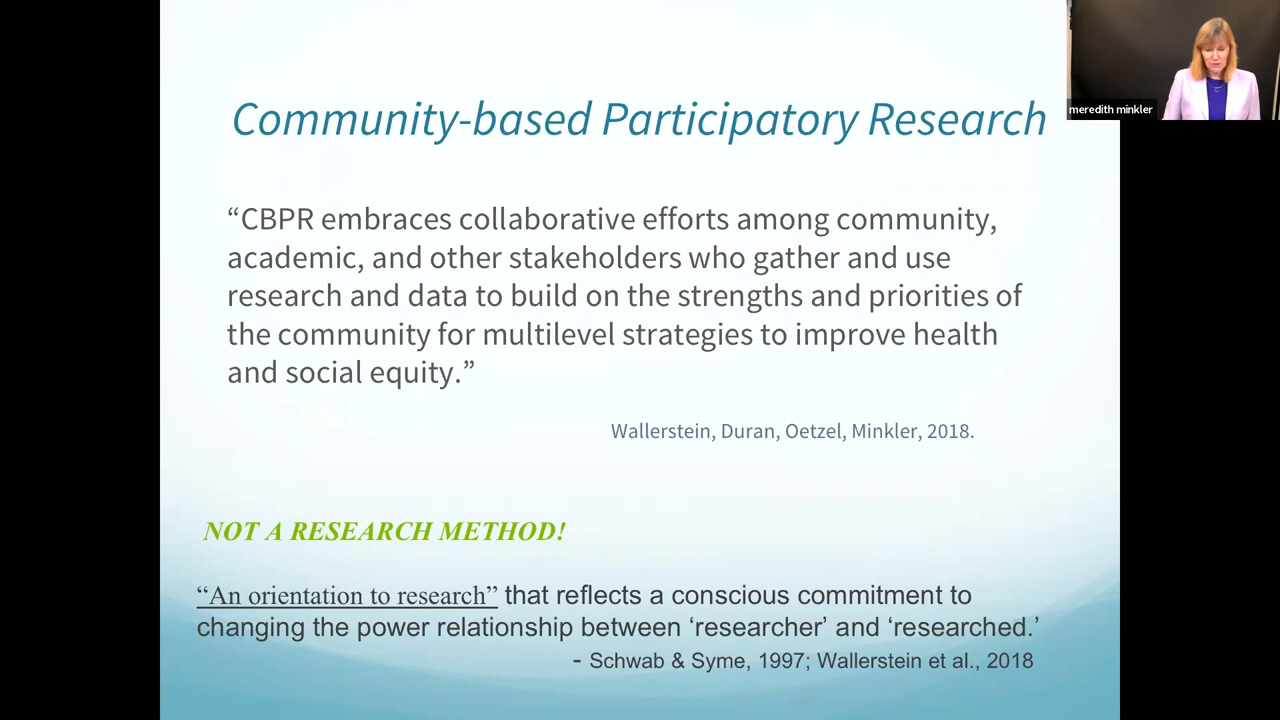 Community-based Participatory Research
meredith minkler
“CBPR embraces collaborative efforts among community,
academic, and other stakeholders who gather and use
research and data to build on the strengths and priorities of
the community for multilevel strategies to improve health
and social equity.”
Wallerstein, Duran, Oetzel, Minkler, 2018.
NOT A RESEARCH METHOD!
“An orientation to research” that reflects a conscious commitment to
changing the power relationship between ‘researcher’ and ‘researched.’
- Schwab & Syme, 1997; Wallerstein et al., 2018